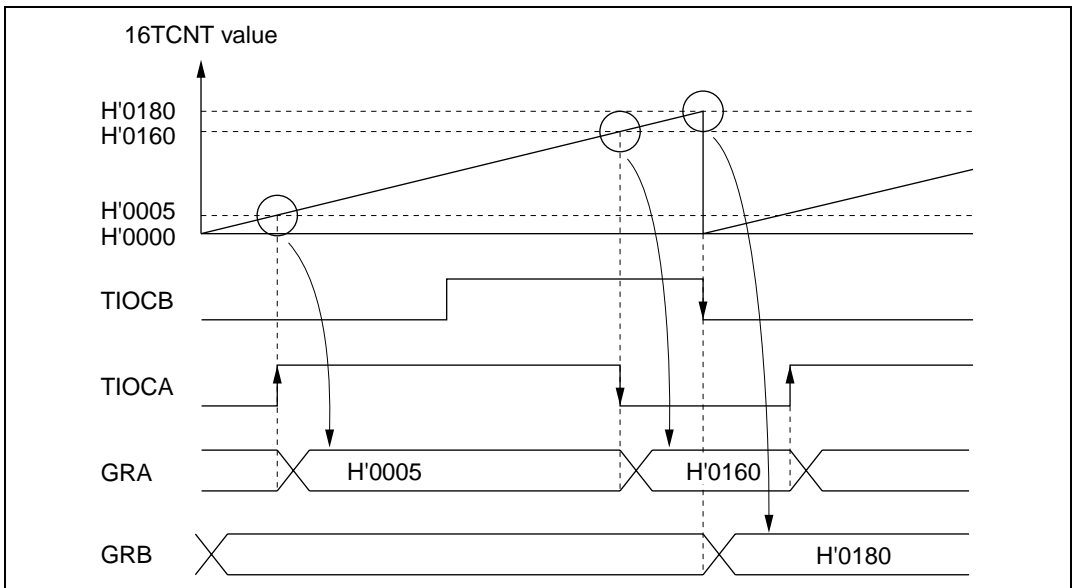 16TCNT value
H'0180
H'0160
H'0005
H'0000
TIOCB
TIOCA
GRA H'0005 H'0160
GRB H'0180